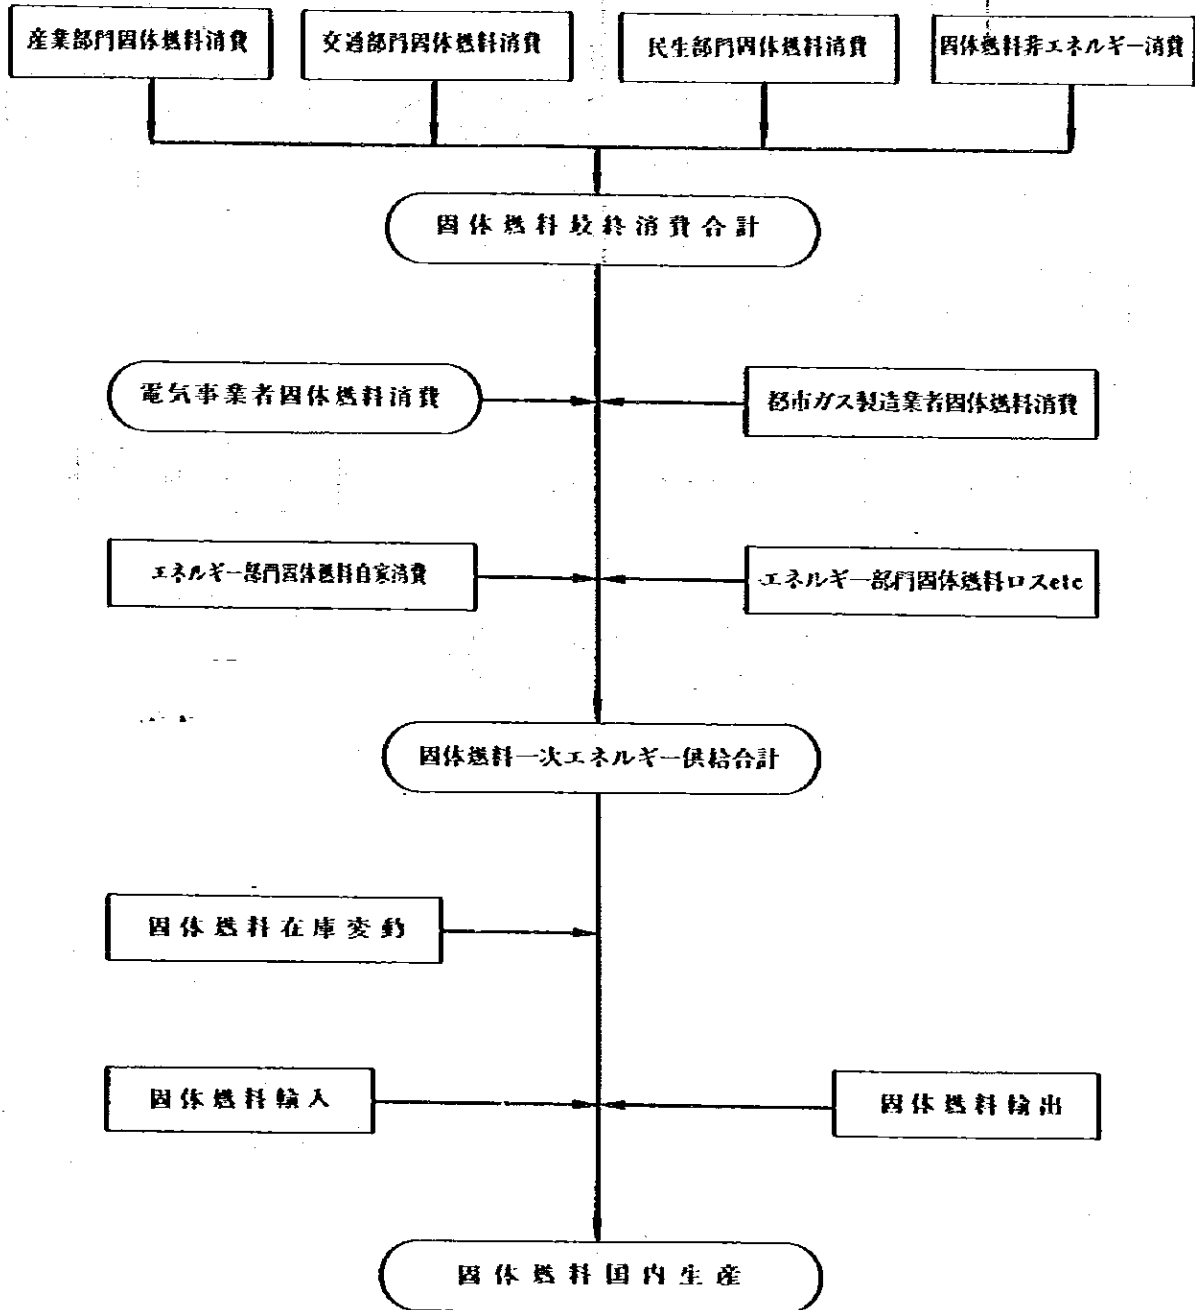 産業部門固体燃料消費
交通部門固体燃料消費
民生部門固体燃料消費
固体燃料非エネルギー消費
固体燃料最終消費合計
電気事業者固体燃料消費
都市ガス製造業者固体燃料消費
エネルギー部門固体燃料自家消費
エネルギー部門固体燃料ロスetc
固体燃料一次エネルギー供給合計
固体燃料在庫変動
固体燃料輸入
固体燃料輸出
固体燃料国内生産